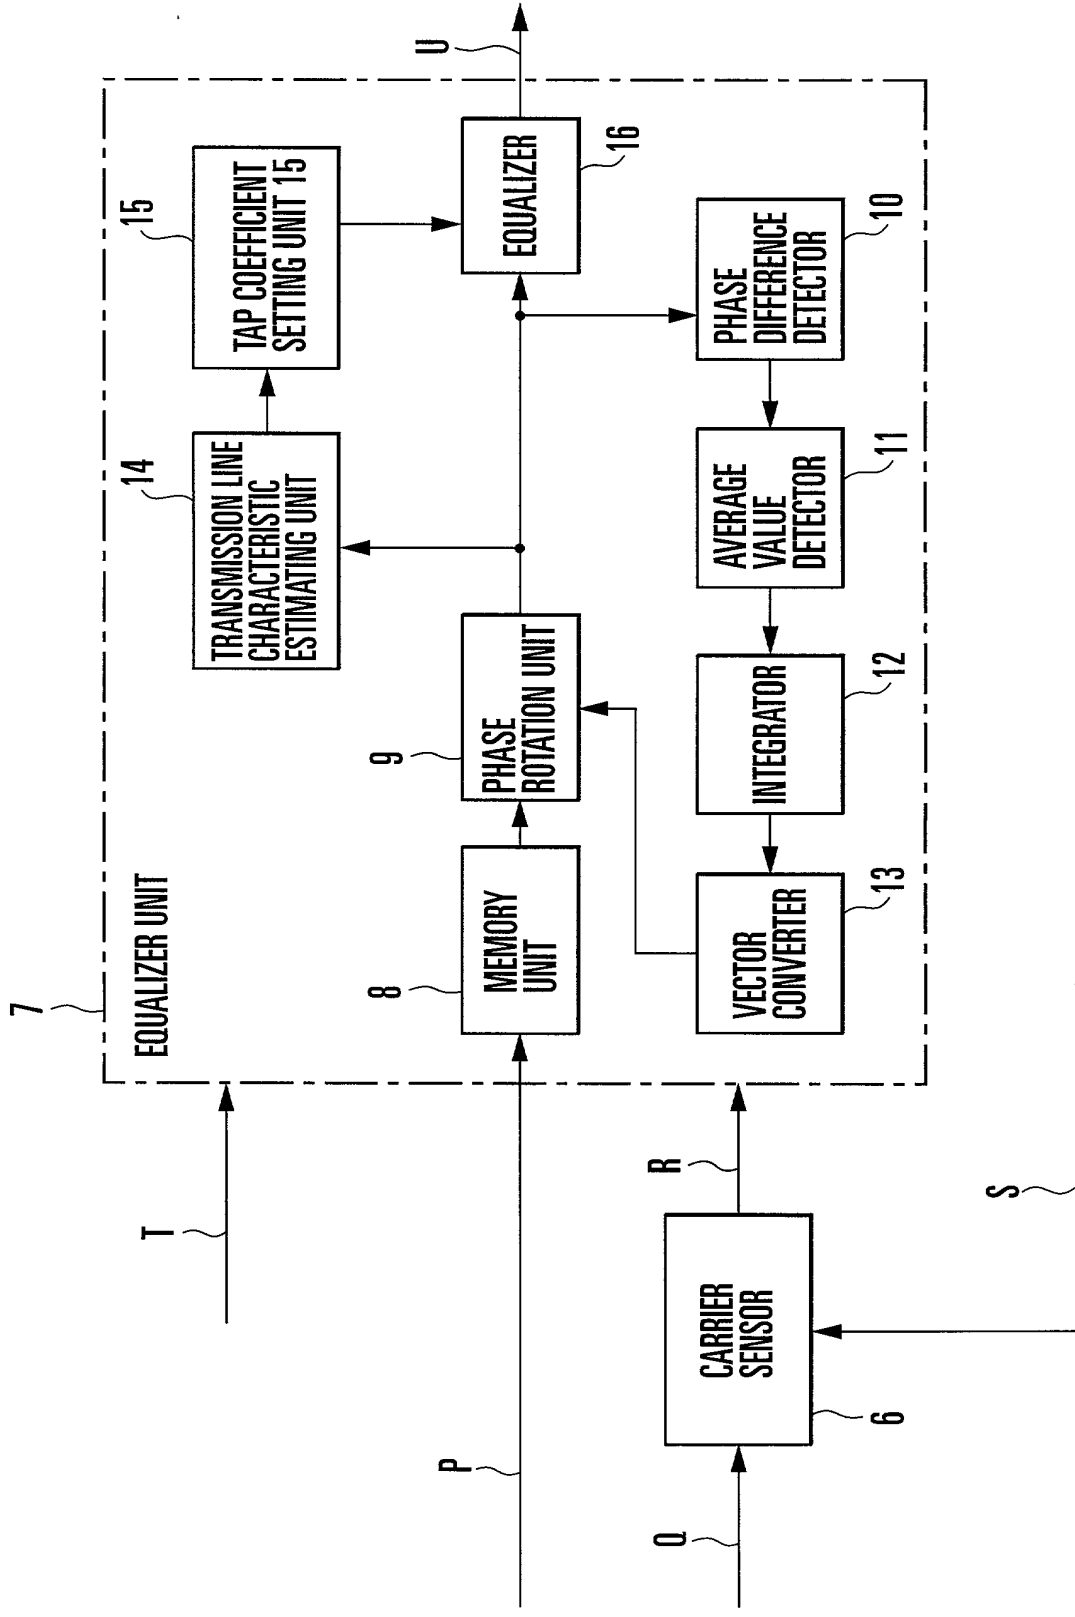 7
EQUALIZER UNIT
T
14
TRANSMISSION LINE
CHARACTERISTIC
ESTIMATING UNIT
15
TAP COEFFICIENT
SETTING UNIT 15
P
8
MEMORY
UNIT
9
PHASE
ROTATION UNIT
EQUALIZER
16
U
Q
CARRIER
SENSOR
6
R
S
VECTOR
CONVERTER
13
INTEGRATOR
12
AVERAGE
VALUE
DETECTOR
11
PHASE
DIFFERENCE
DETECTOR
10